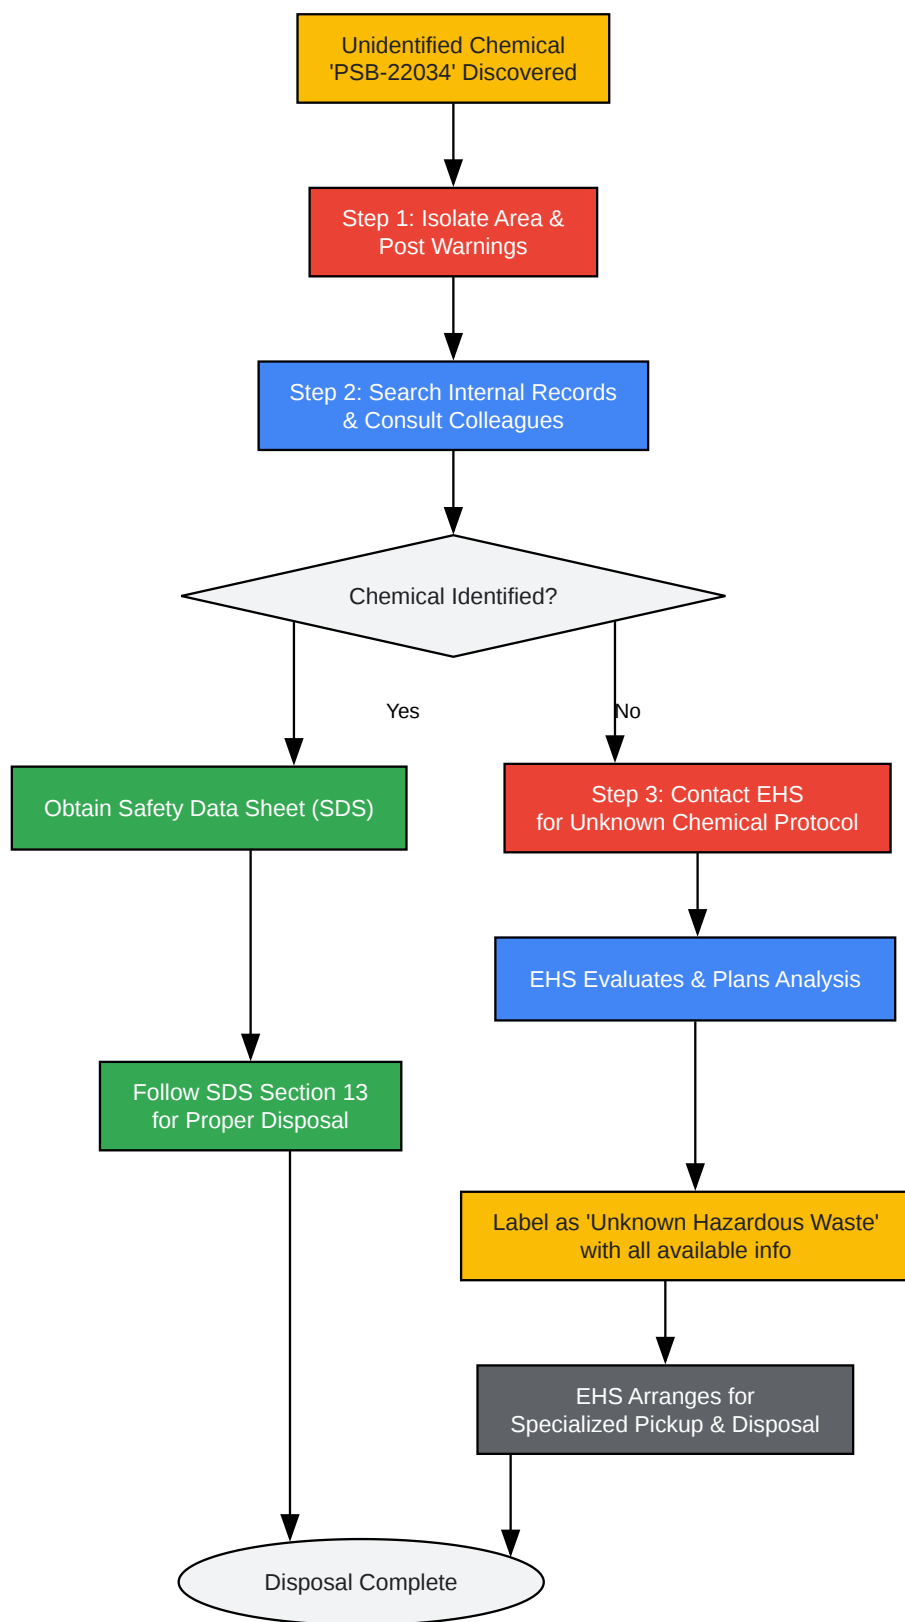 Unidentified Chemical
'PSB-22034' Discovered
Step 1: Isolate Area &
Post Warnings
Step 2: Search Internal Records
& Consult Colleagues
Chemical Identified?
Yes
No
Obtain Safety Data Sheet (SDS)
Step 3: Contact EHS
for Unknown Chemical Protocol
EHS Evaluates & Plans Analysis
Follow SDS Section 13
for Proper Disposal
Label as 'Unknown Hazardous Waste'
with all available info
EHS Arranges for
Specialized Pickup & Disposal
Disposal Complete